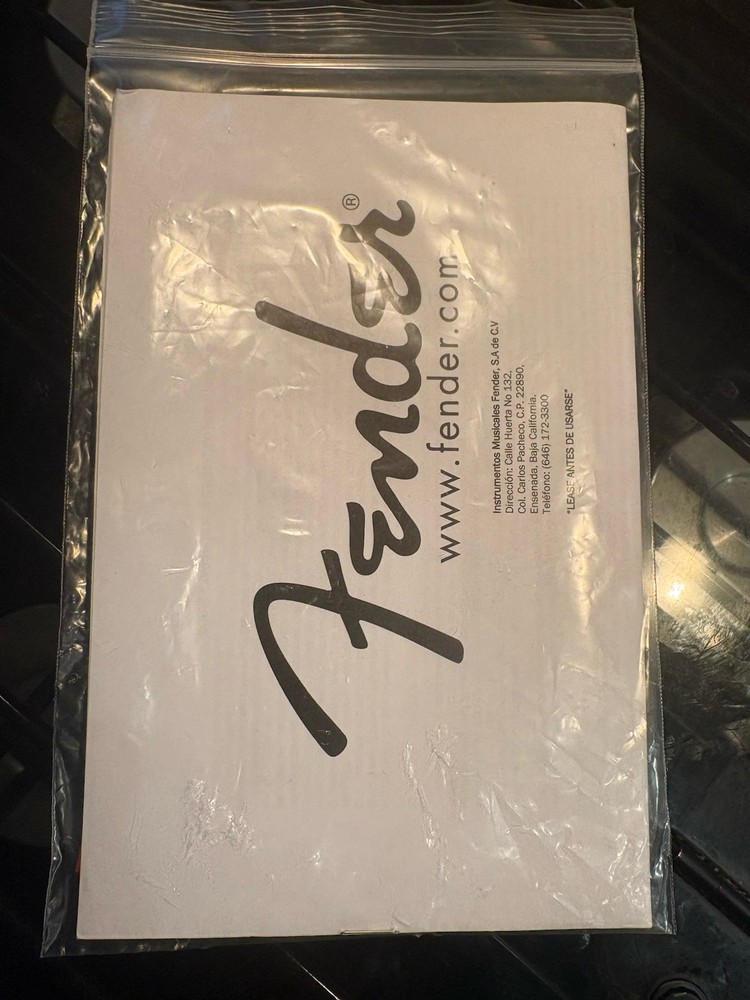 Fender®
www.fender.com
Instrumentos Musicales Fender, S.A de C.V
Dirección: Calle Huerta No 132.
Col. Carlos Pacheco, C.P. 22890,
Ensenada, Baja California.
Teléfono: (646) 172-3300
"LEASE ANTES DE USARSE"